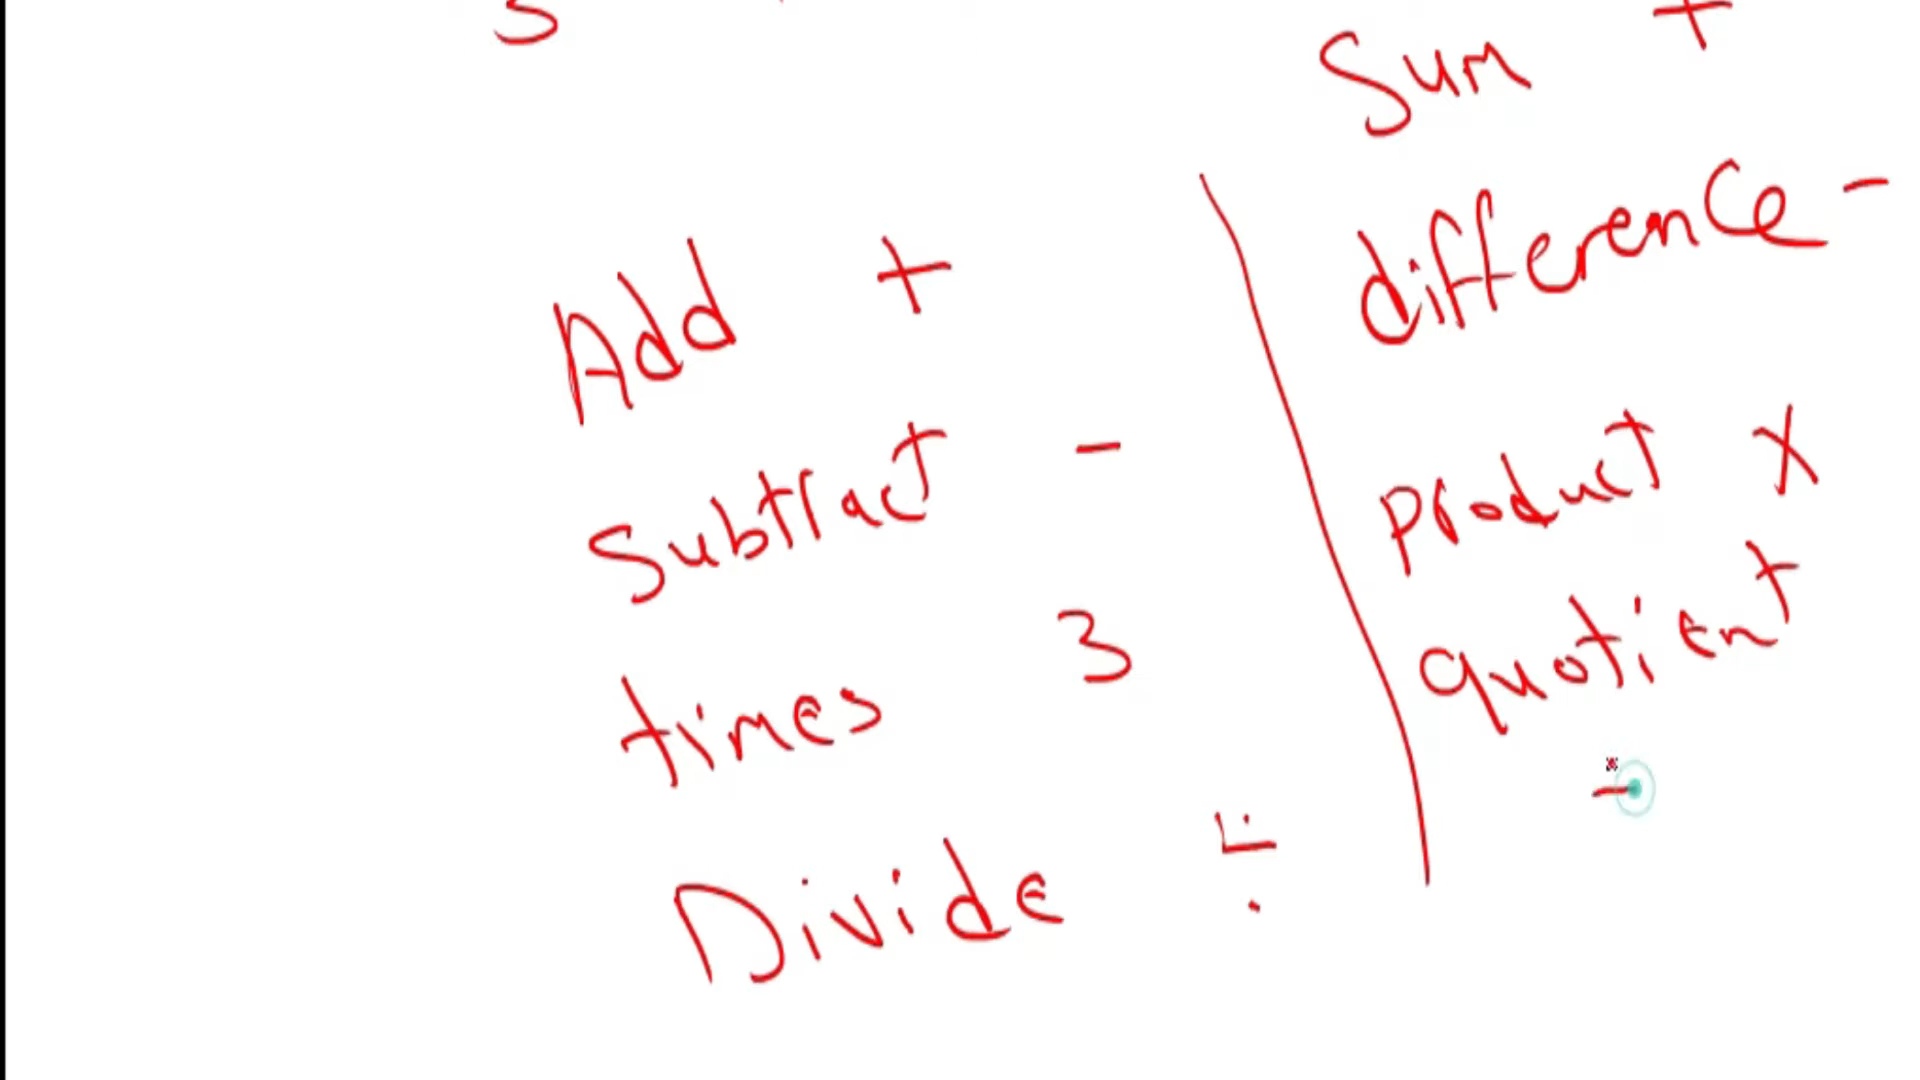 Sum +
difference -
Add +
Subtract -
product x
times 3
quotient
Divide ÷